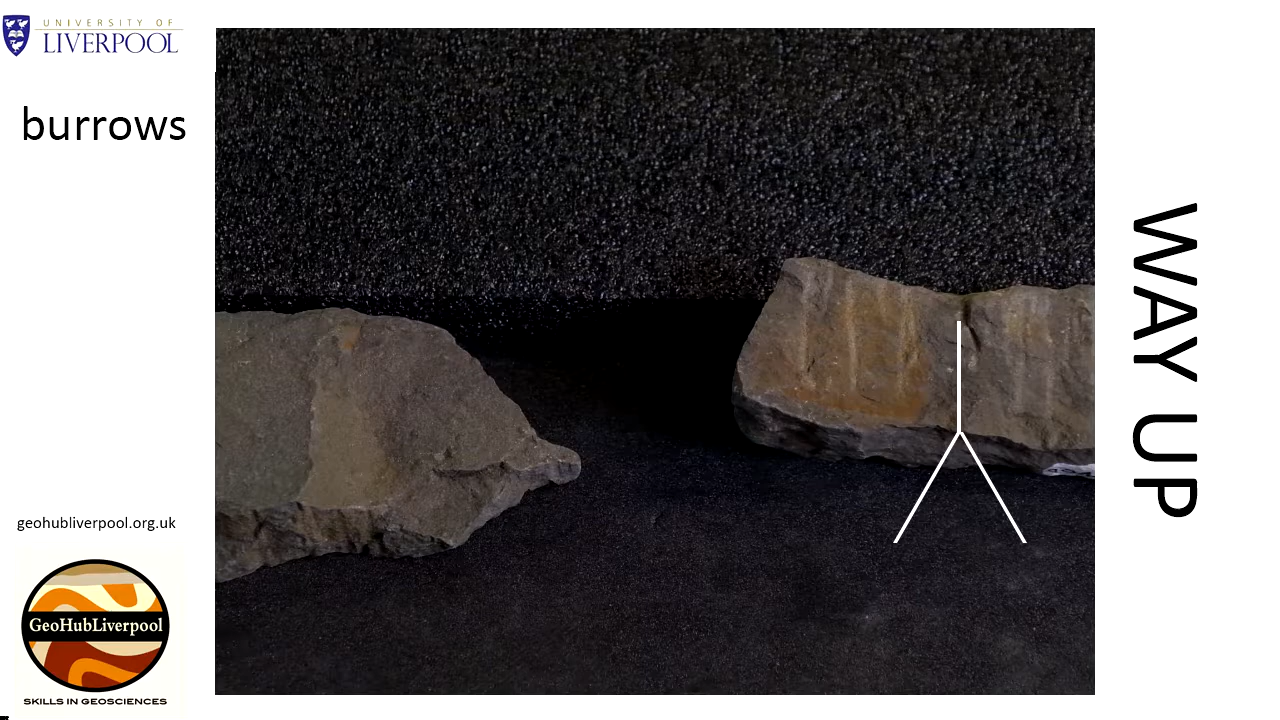 UNIVERSITY OF
LIVERPOOL
burrows
WAY UP
geohubliverpool.org.uk
GeoHubLiverpool
SKILLS IN GEOSCIENCES